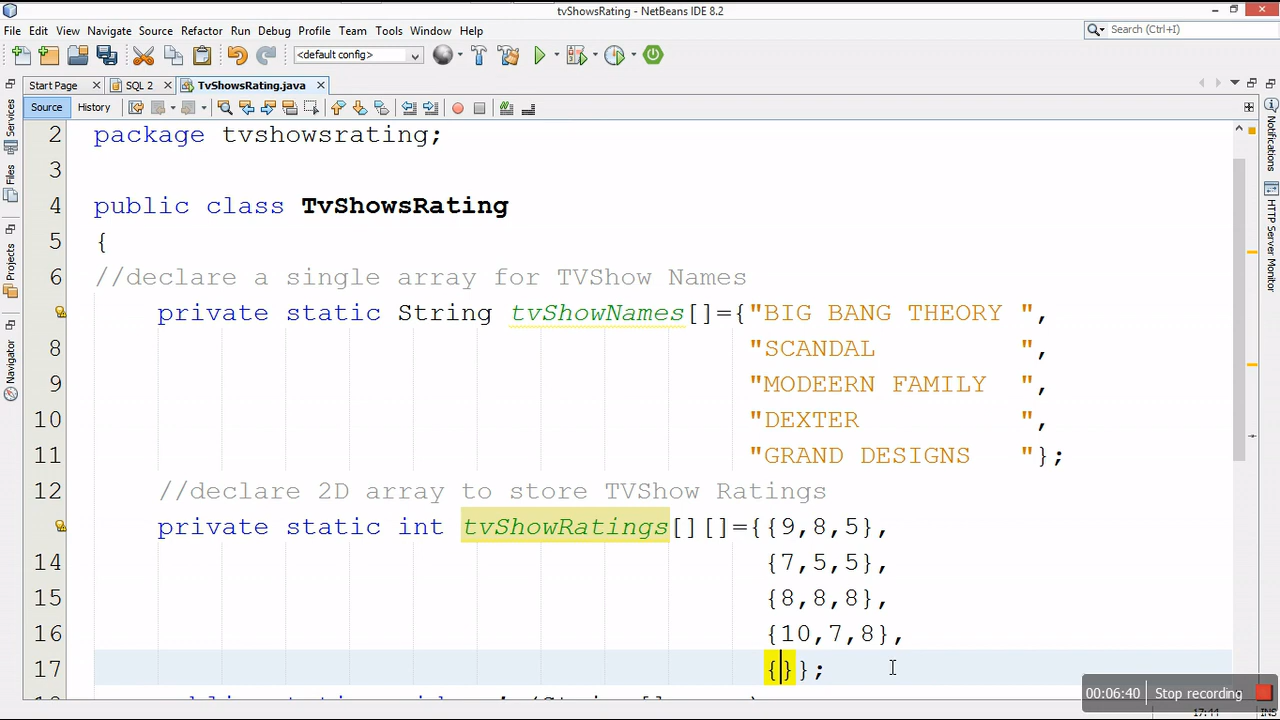 tvShowsRating - NetBeans IDE 8.2
File Edit View Navigate Source Refactor Run Debug Profile Team Tools Window Help
Search (Ctrl+I)
<default config>
Start Page SQL 2 TvShowsRating.java
Source History
Services
Files
Projects
Navigator
Notifications
HTTP Server Monitor
2 package tvshowsrating;
3
4 public class TvShowsRating
5 {
6 //declare a single array for TVShow Names
private static String tvShowNames[]={"BIG BANG THEORY ",
8 "SCANDAL ",
9 "MODEERN FAMILY ",
10 "DEXTER ",
11 "GRAND DESIGNS "};
12 //declare 2D array to store TVShow Ratings
private static int tvShowRatings[][]={{9,8,5},
14 {7,5,5},
15 {8,8,8},
16 {10,7,8},
17 {}};
00:06:40 Stop recording
17:44 INS